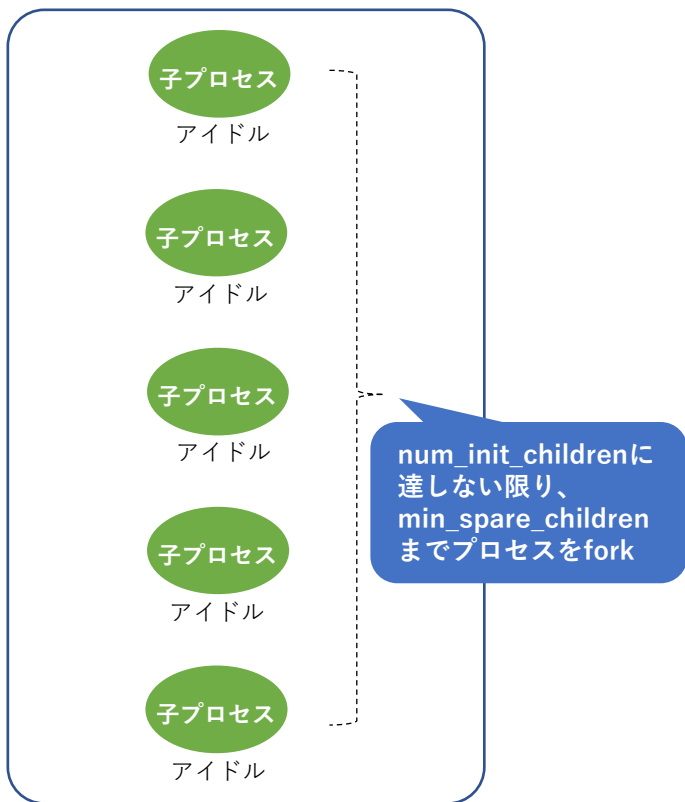 子プロセス
アイドル
子プロセス
アイドル
子プロセス
アイドル
num_init_childrenに
達しない限り、
min_spare_children
までプロセスをfork
子プロセス
アイドル
子プロセス
アイドル